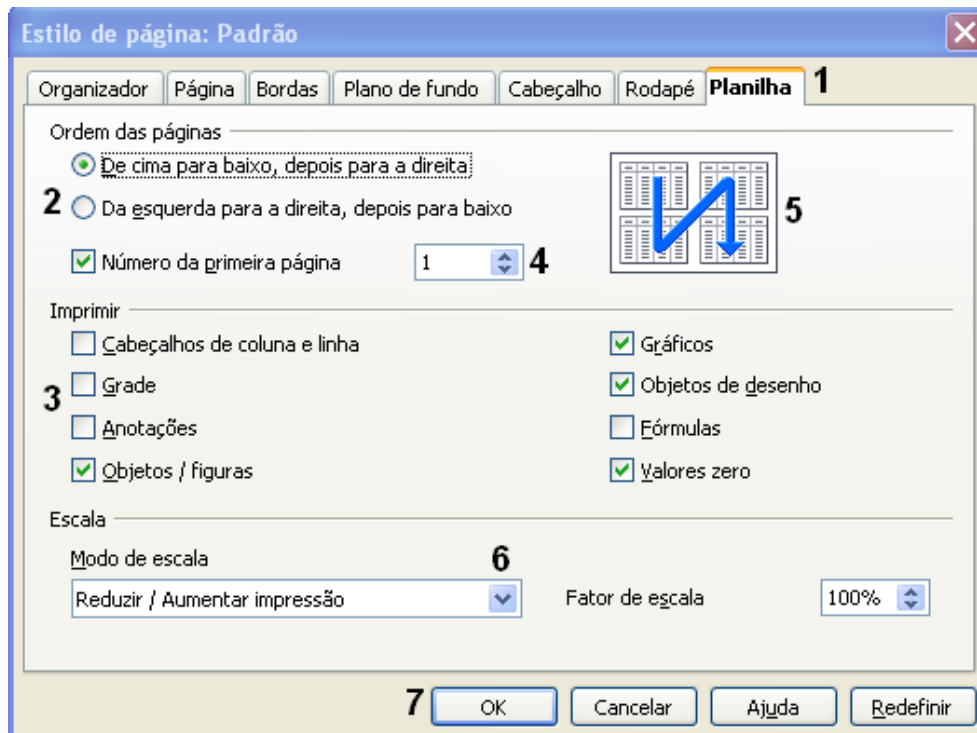 Estilo de página: Padrão
Organizador Página Bordas Plano de fundo Cabeçalho Rodapé Planilha 1
Ordem das páginas
De cima para baixo, depois para a direita
2 Da esquerda para a direita, depois para baixo 5
Número da primeira página 1 4
Imprimir
Cabeçalhos de coluna e linha Gráficos
3 Grade Objetos de desenho
Anotações Fórmulas
Objetos / figuras Valores zero
Escala
Modo de escala 6
Reduzir / Aumentar impressão Fator de escala 100%
7 OK Cancelar Ajuda Redefinir